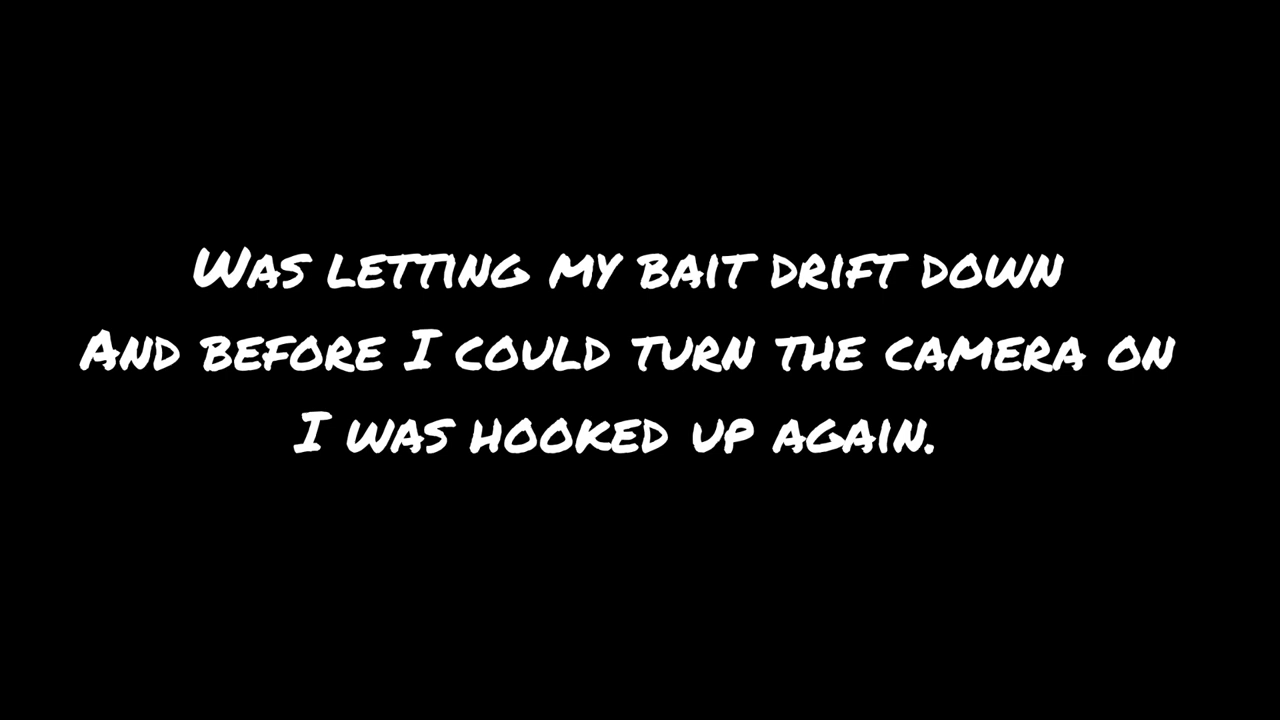 Was letting my bait drift down
And before I could turn the camera on
I was hooked up again.